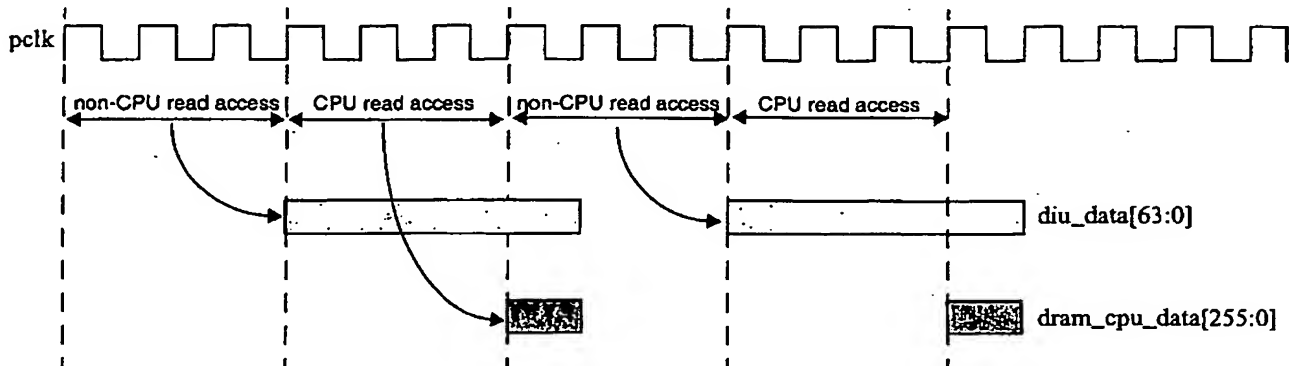 pclk
non-CPU read access CPU read access non-CPU read access CPU read access
diu_data[63:0]
dram_cpu_data[255:0]